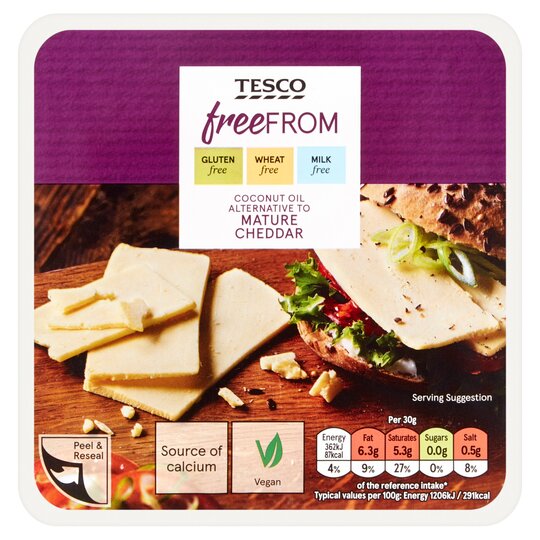 TESCO
freeFROM
GLUTEN
free
WHEAT
free
MILK
free
COCONUT OIL
ALTERNATIVE TO
MATURE
CHEDDAR
Serving Suggestion
Peel &
Reseal
Source of
calcium
Vegan
Per 30g
Energy
362kJ
87kcal
4%
Fat
6.3g
9%
Saturates
5.3g
27%
Sugars
0.0g
0%
Salt
0.5g
8%
of the reference intake*
Typical values per 100g: Energy 1206kJ / 291kcal